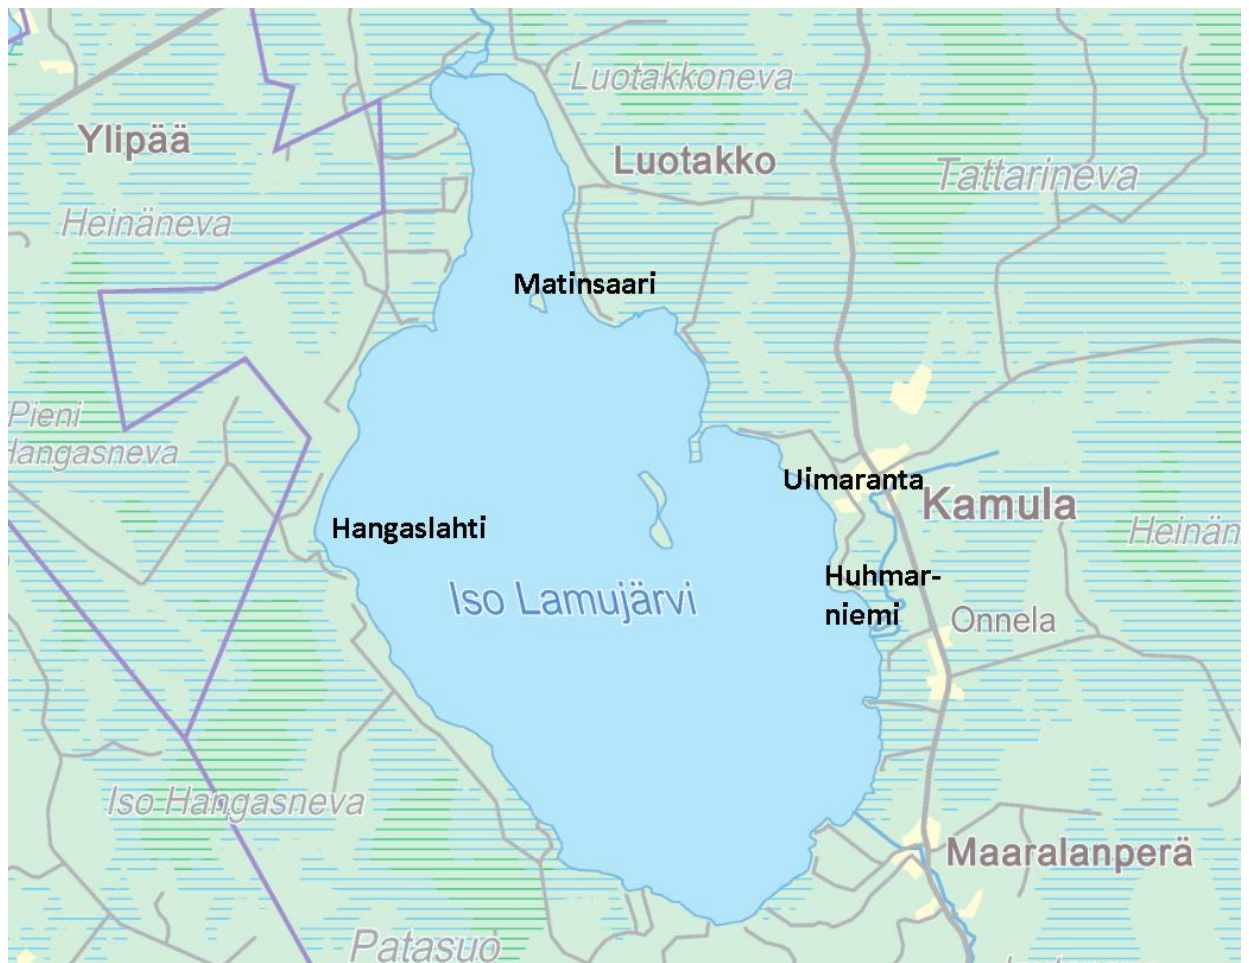 Luotakkoneva
Ylipää
Luotakko
Tattarineva
Heinäneva
Matinsaari
Pieni
Hangasneva
Uimaranta
Kamula
Hangaslahti
Heinän
Huhmar-
niemi
Iso Lamujärvi
Onnela
Iso Hangasneva
Maaralanperä
Patasuo